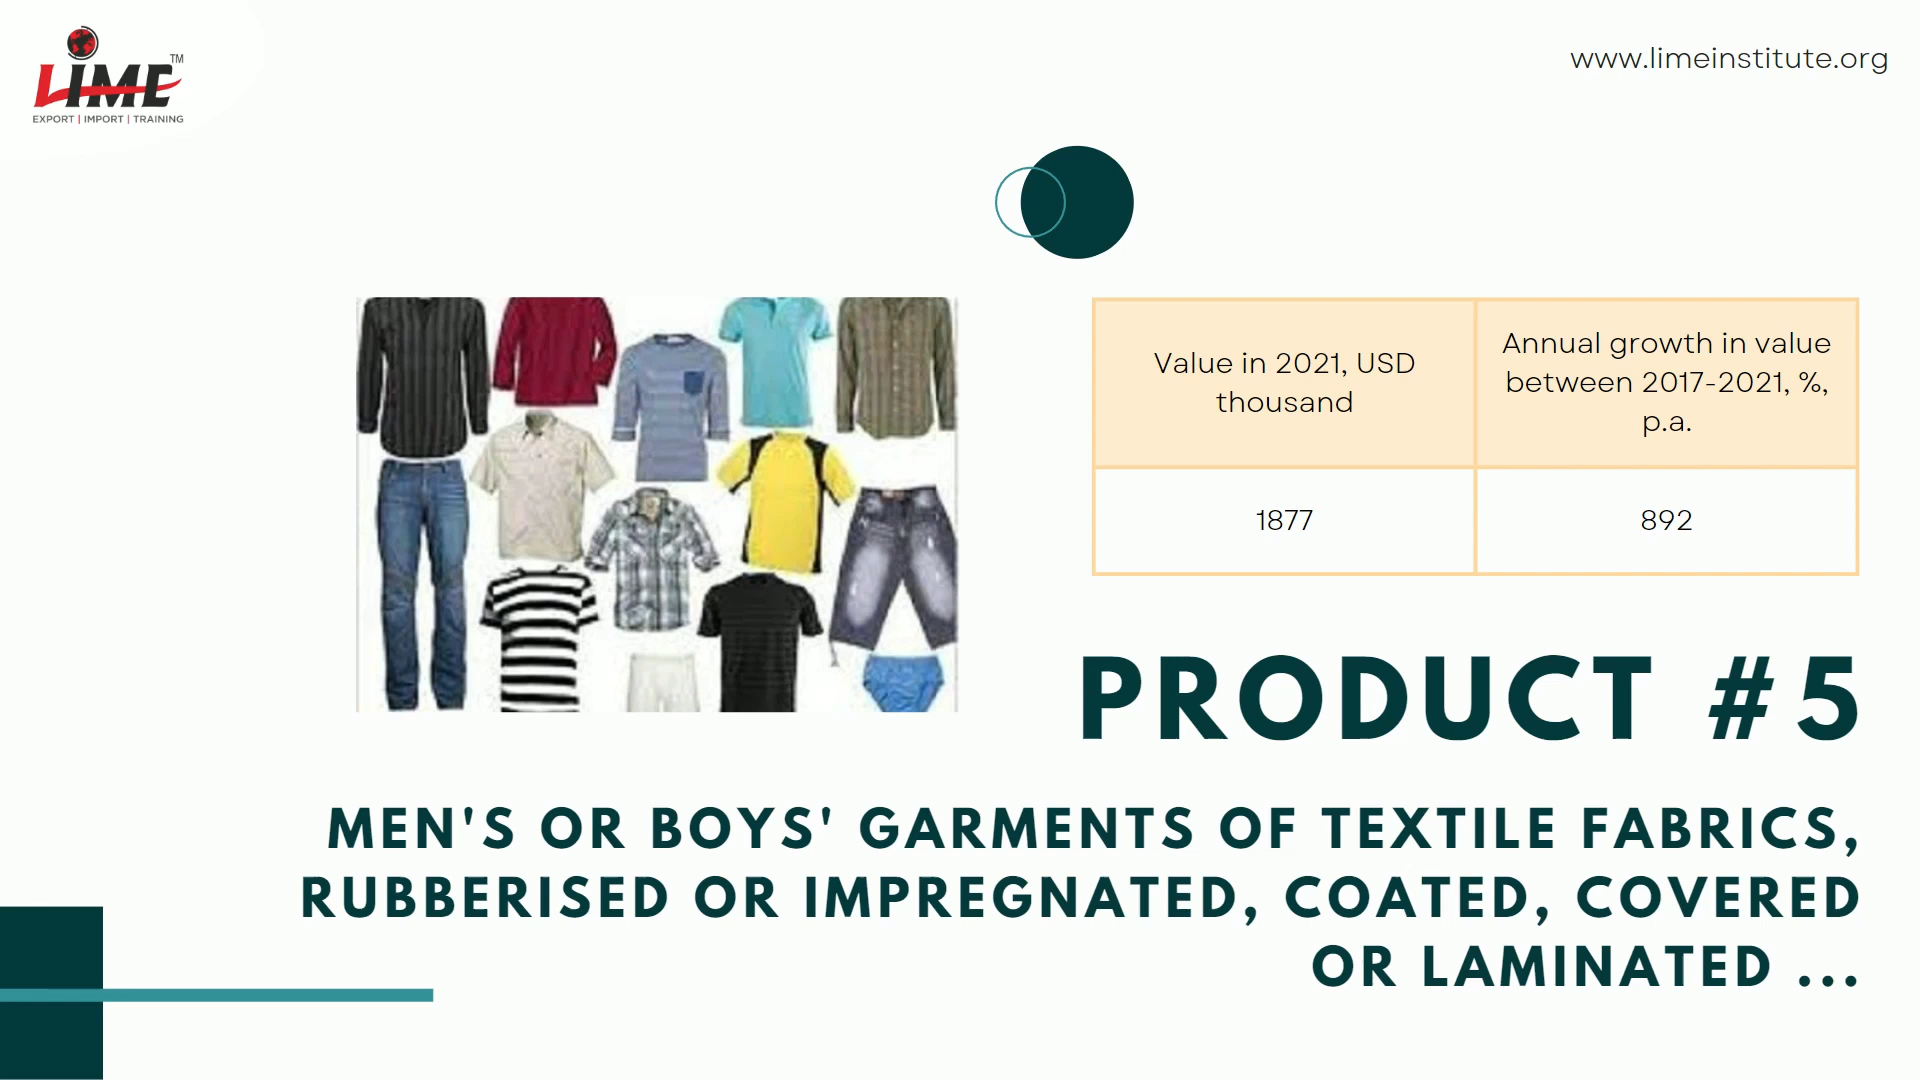 LIME TM
EXPORT | IMPORT | TRAINING
www.limeinstitute.org
Value in 2021, USD
thousand
Annual growth in value
between 2017-2021, %,
p.a.
1877
892
PRODUCT #5
MEN'S OR BOYS' GARMENTS OF TEXTILE FABRICS,
RUBBERISED OR IMPREGNATED, COATED, COVERED
OR LAMINATED ...